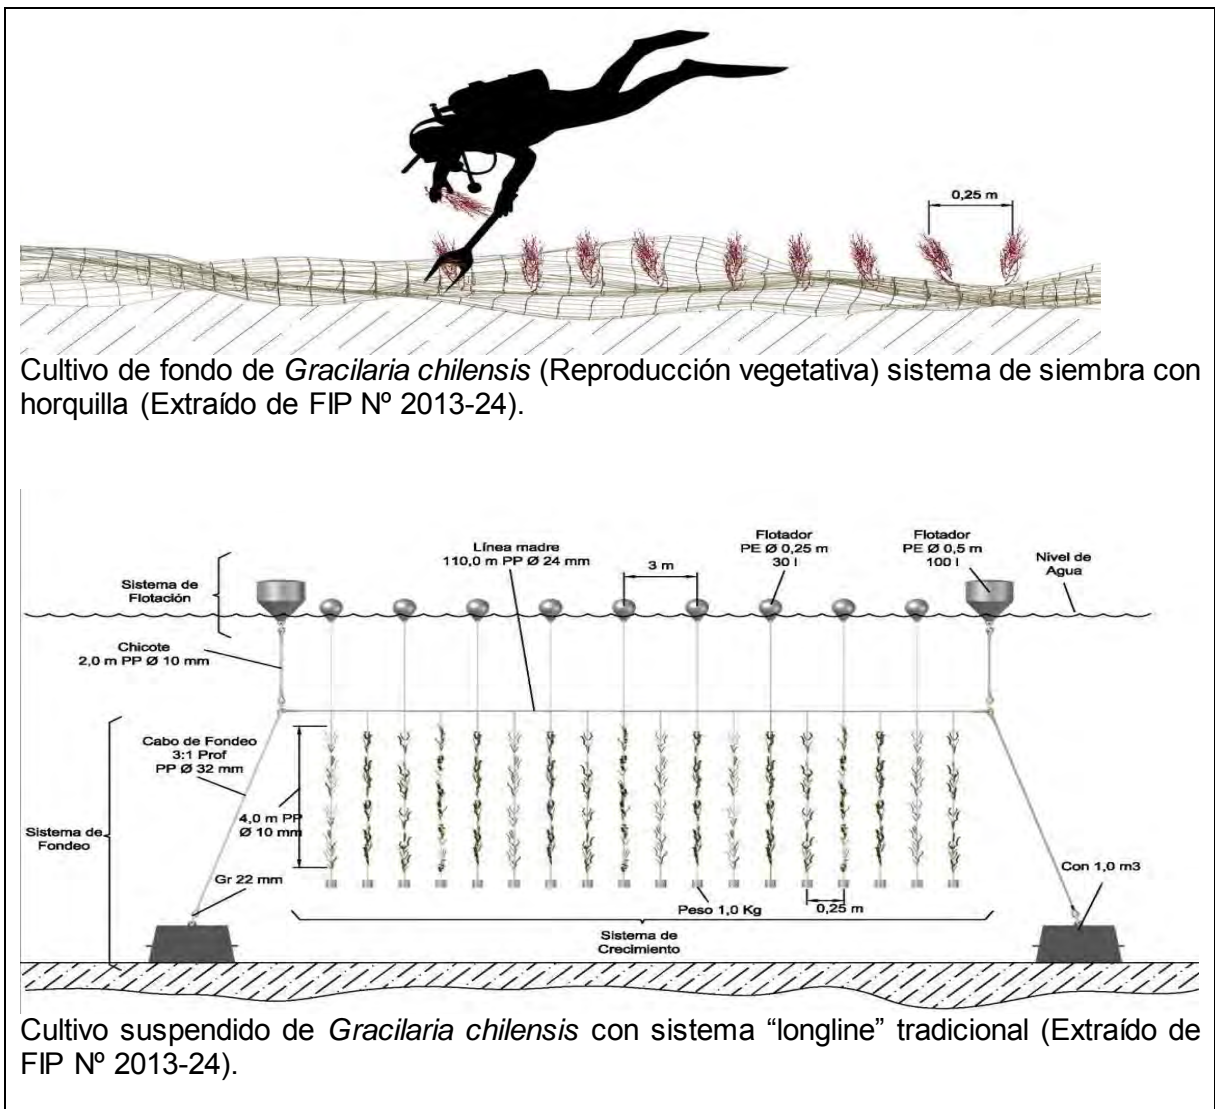 0,25 m
Cultivo de fondo de Gracilaria chilensis (Reproducción vegetativa) sistema de siembra con
horquilla (Extraído de FIP Nº 2013-24).
Sistema de
Flotación
Línea madre
110,0 m PP Ø 24 mm
3 m
Flotador
PE Ø 0,25 m
30 l
Flotador
PE Ø 0,5 m
100 l
Nivel de
Agua
Chicote
2,0 m PP Ø 10 mm
Cabo de Fondeo
3:1 Prof
PP Ø 32 mm
4,0 m PP
Ø 10 mm
Sistema de
Fondeo
Gr 22 mm
Peso 1,0 Kg
0,25 m
Con 1,0 m3
Sistema de
Crecimiento
Cultivo suspendido de Gracilaria chilensis con sistema “longline” tradicional (Extraído de
FIP Nº 2013-24).